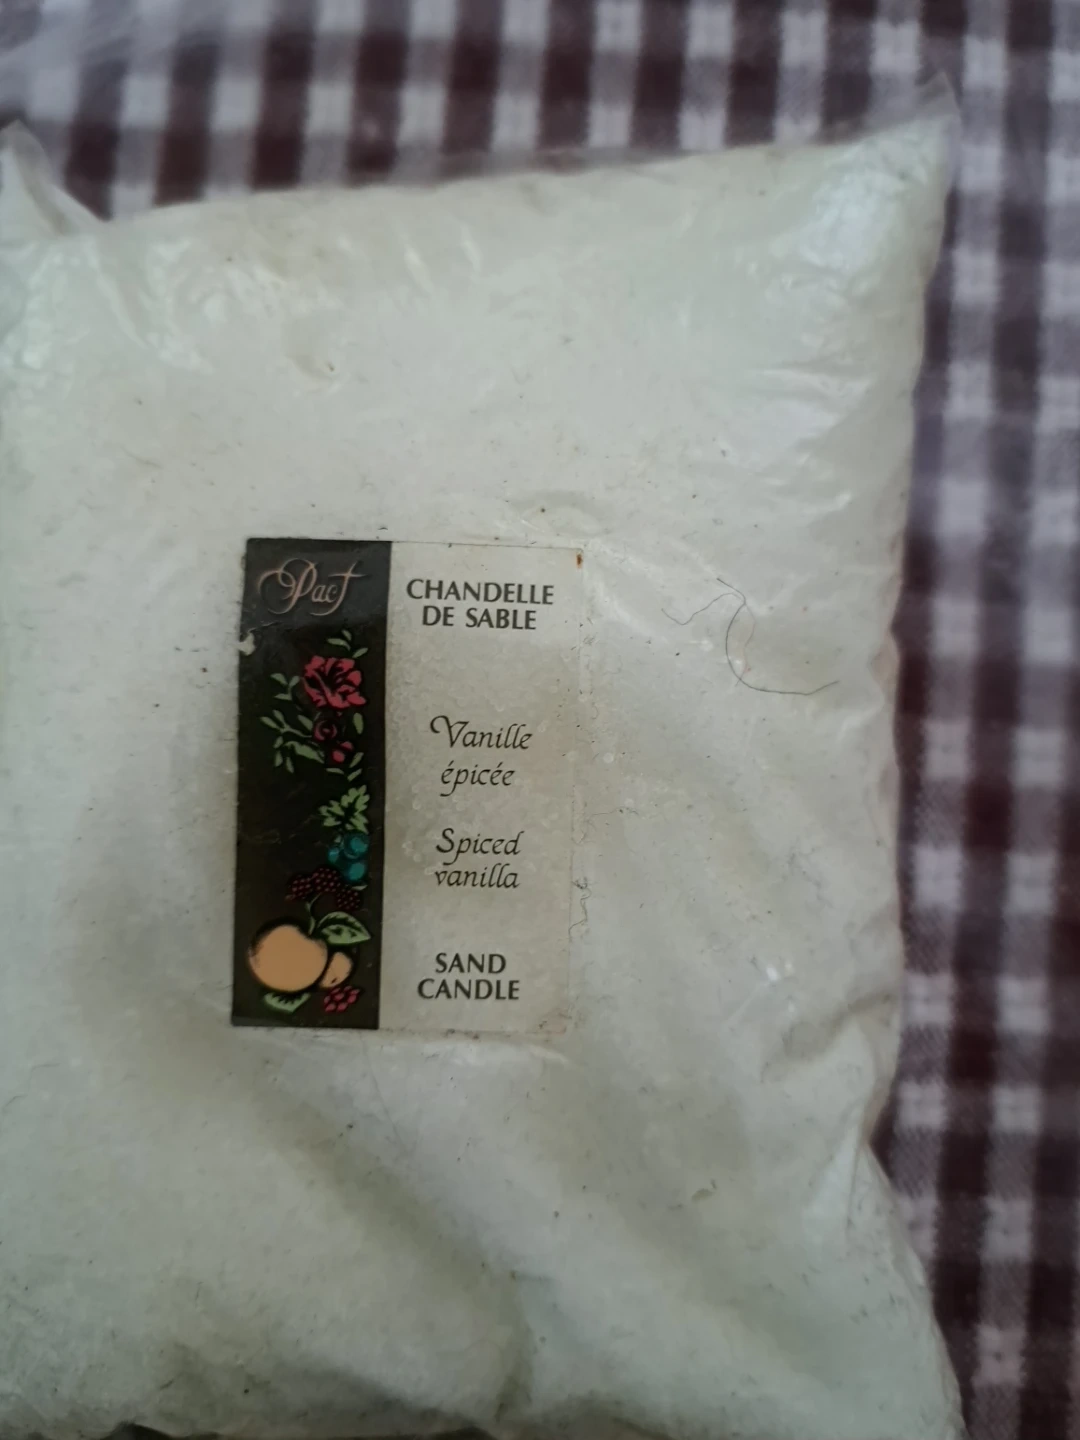 Pact
CHANDELLE
DE SABLE
Vanille
épicée
Spiced
vanilla
SAND
CANDLE